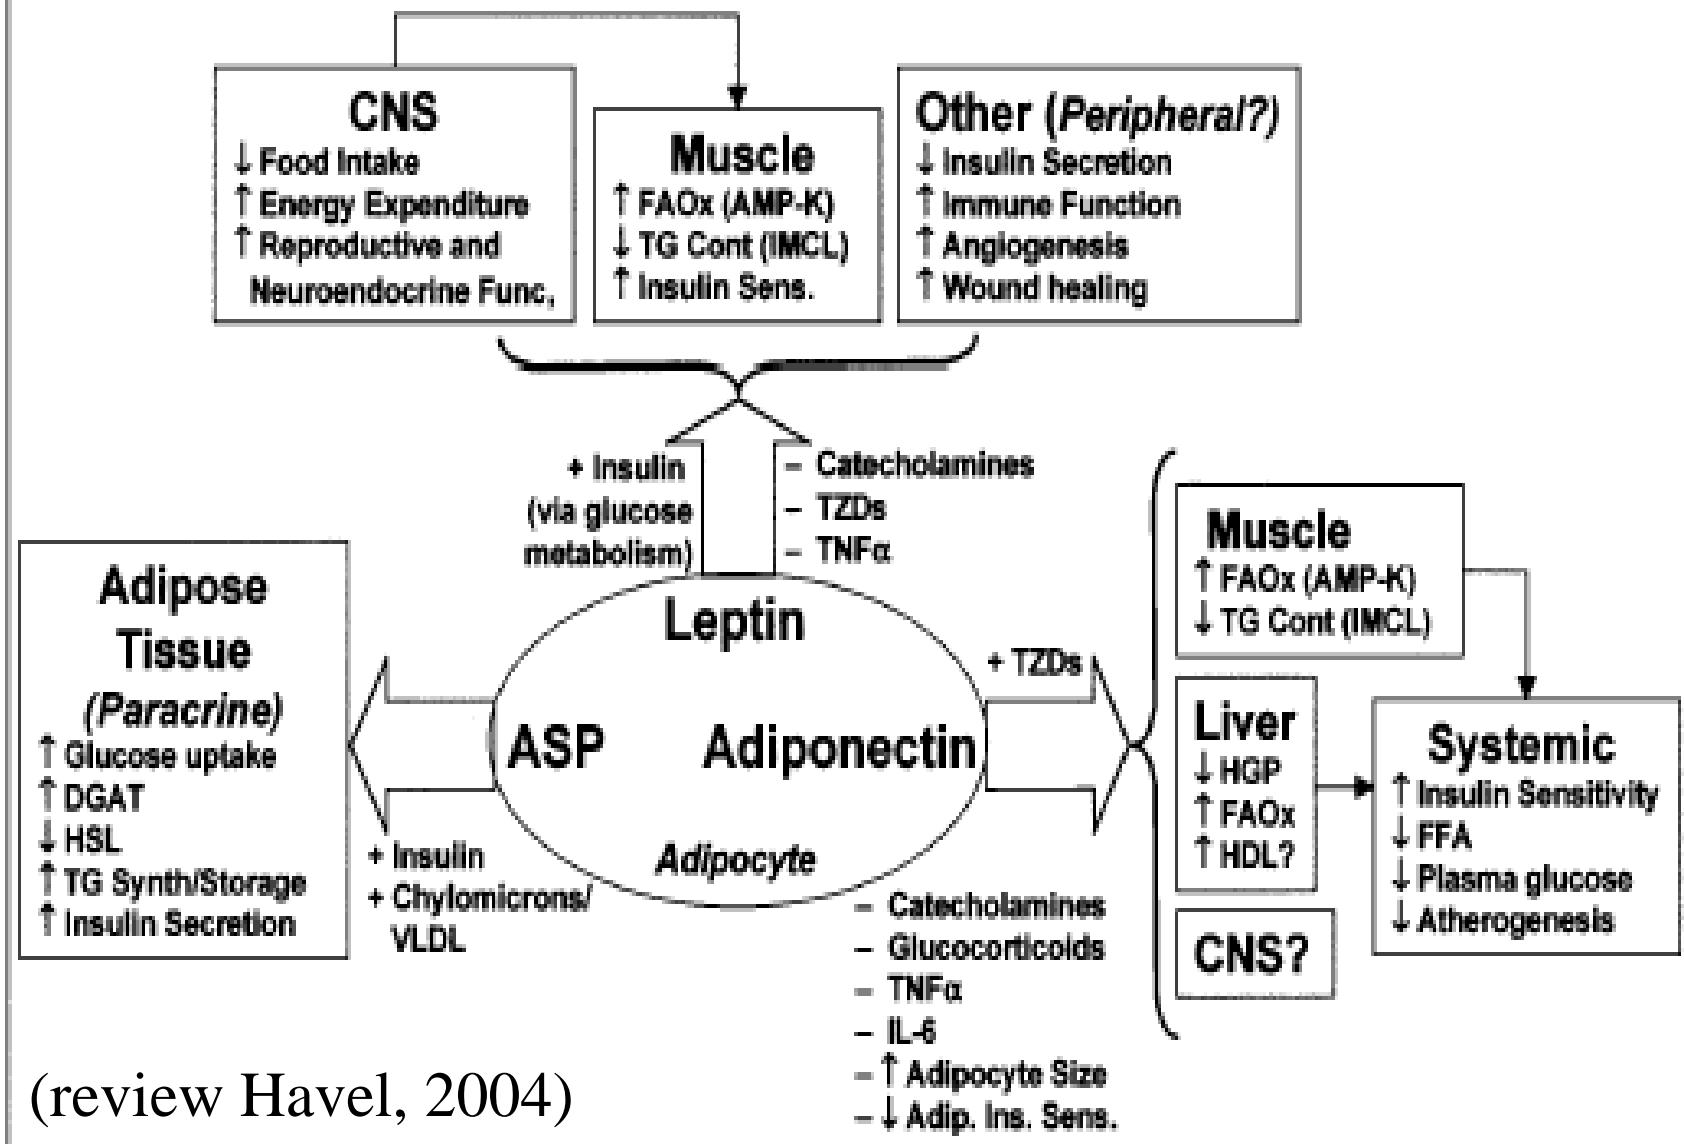 CNS
↓ Food Intake
↑ Energy Expenditure
↑ Reproductive and
Neuroendocrine Func,
Muscle
↑ FAOx (AMP-K)
↓ TG Cont (IMCL)
↑ Insulin Sens.
Other (Peripheral?)
↓ Insulin Secretion
↑ Immune Function
↑ Angiogenesis
↑ Wound healing
+ Insulin
(via glucose
metabolism)
– Catecholamines
– TZDs
– TNFα
Adipose
Tissue
(Paracrine)
↑ Glucose uptake
↑ DGAT
↓ HSL
↑ TG Synth/Storage
↑ Insulin Secretion
+ Insulin
+ Chylomicrons/
VLDL
Leptin
ASP
Adiponectin
Adipocyte
+ TZDs
– Catecholamines
– Glucocorticoids
– TNFα
– IL-6
– ↑ Adipocyte Size
– ↓ Adip. Ins. Sens.
Muscle
↑ FAOx (AMP-K)
↓ TG Cont (IMCL)
Liver
↓ HGP
↑ FAOx
↑ HDL?
CNS?
Systemic
↑ Insulin Sensitivity
↓ FFA
↓ Plasma glucose
↓ Atherogenesis
(review Havel, 2004)